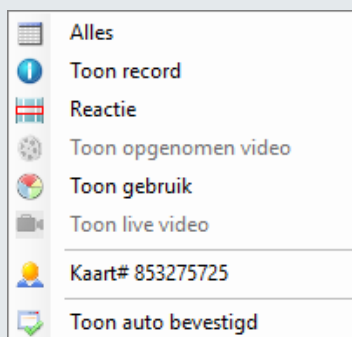 Alles
Toon record
Reactie
Toon opgenomen video
Toon gebruik
Toon live video
Kaart# 853275725
Toon auto bevestigd